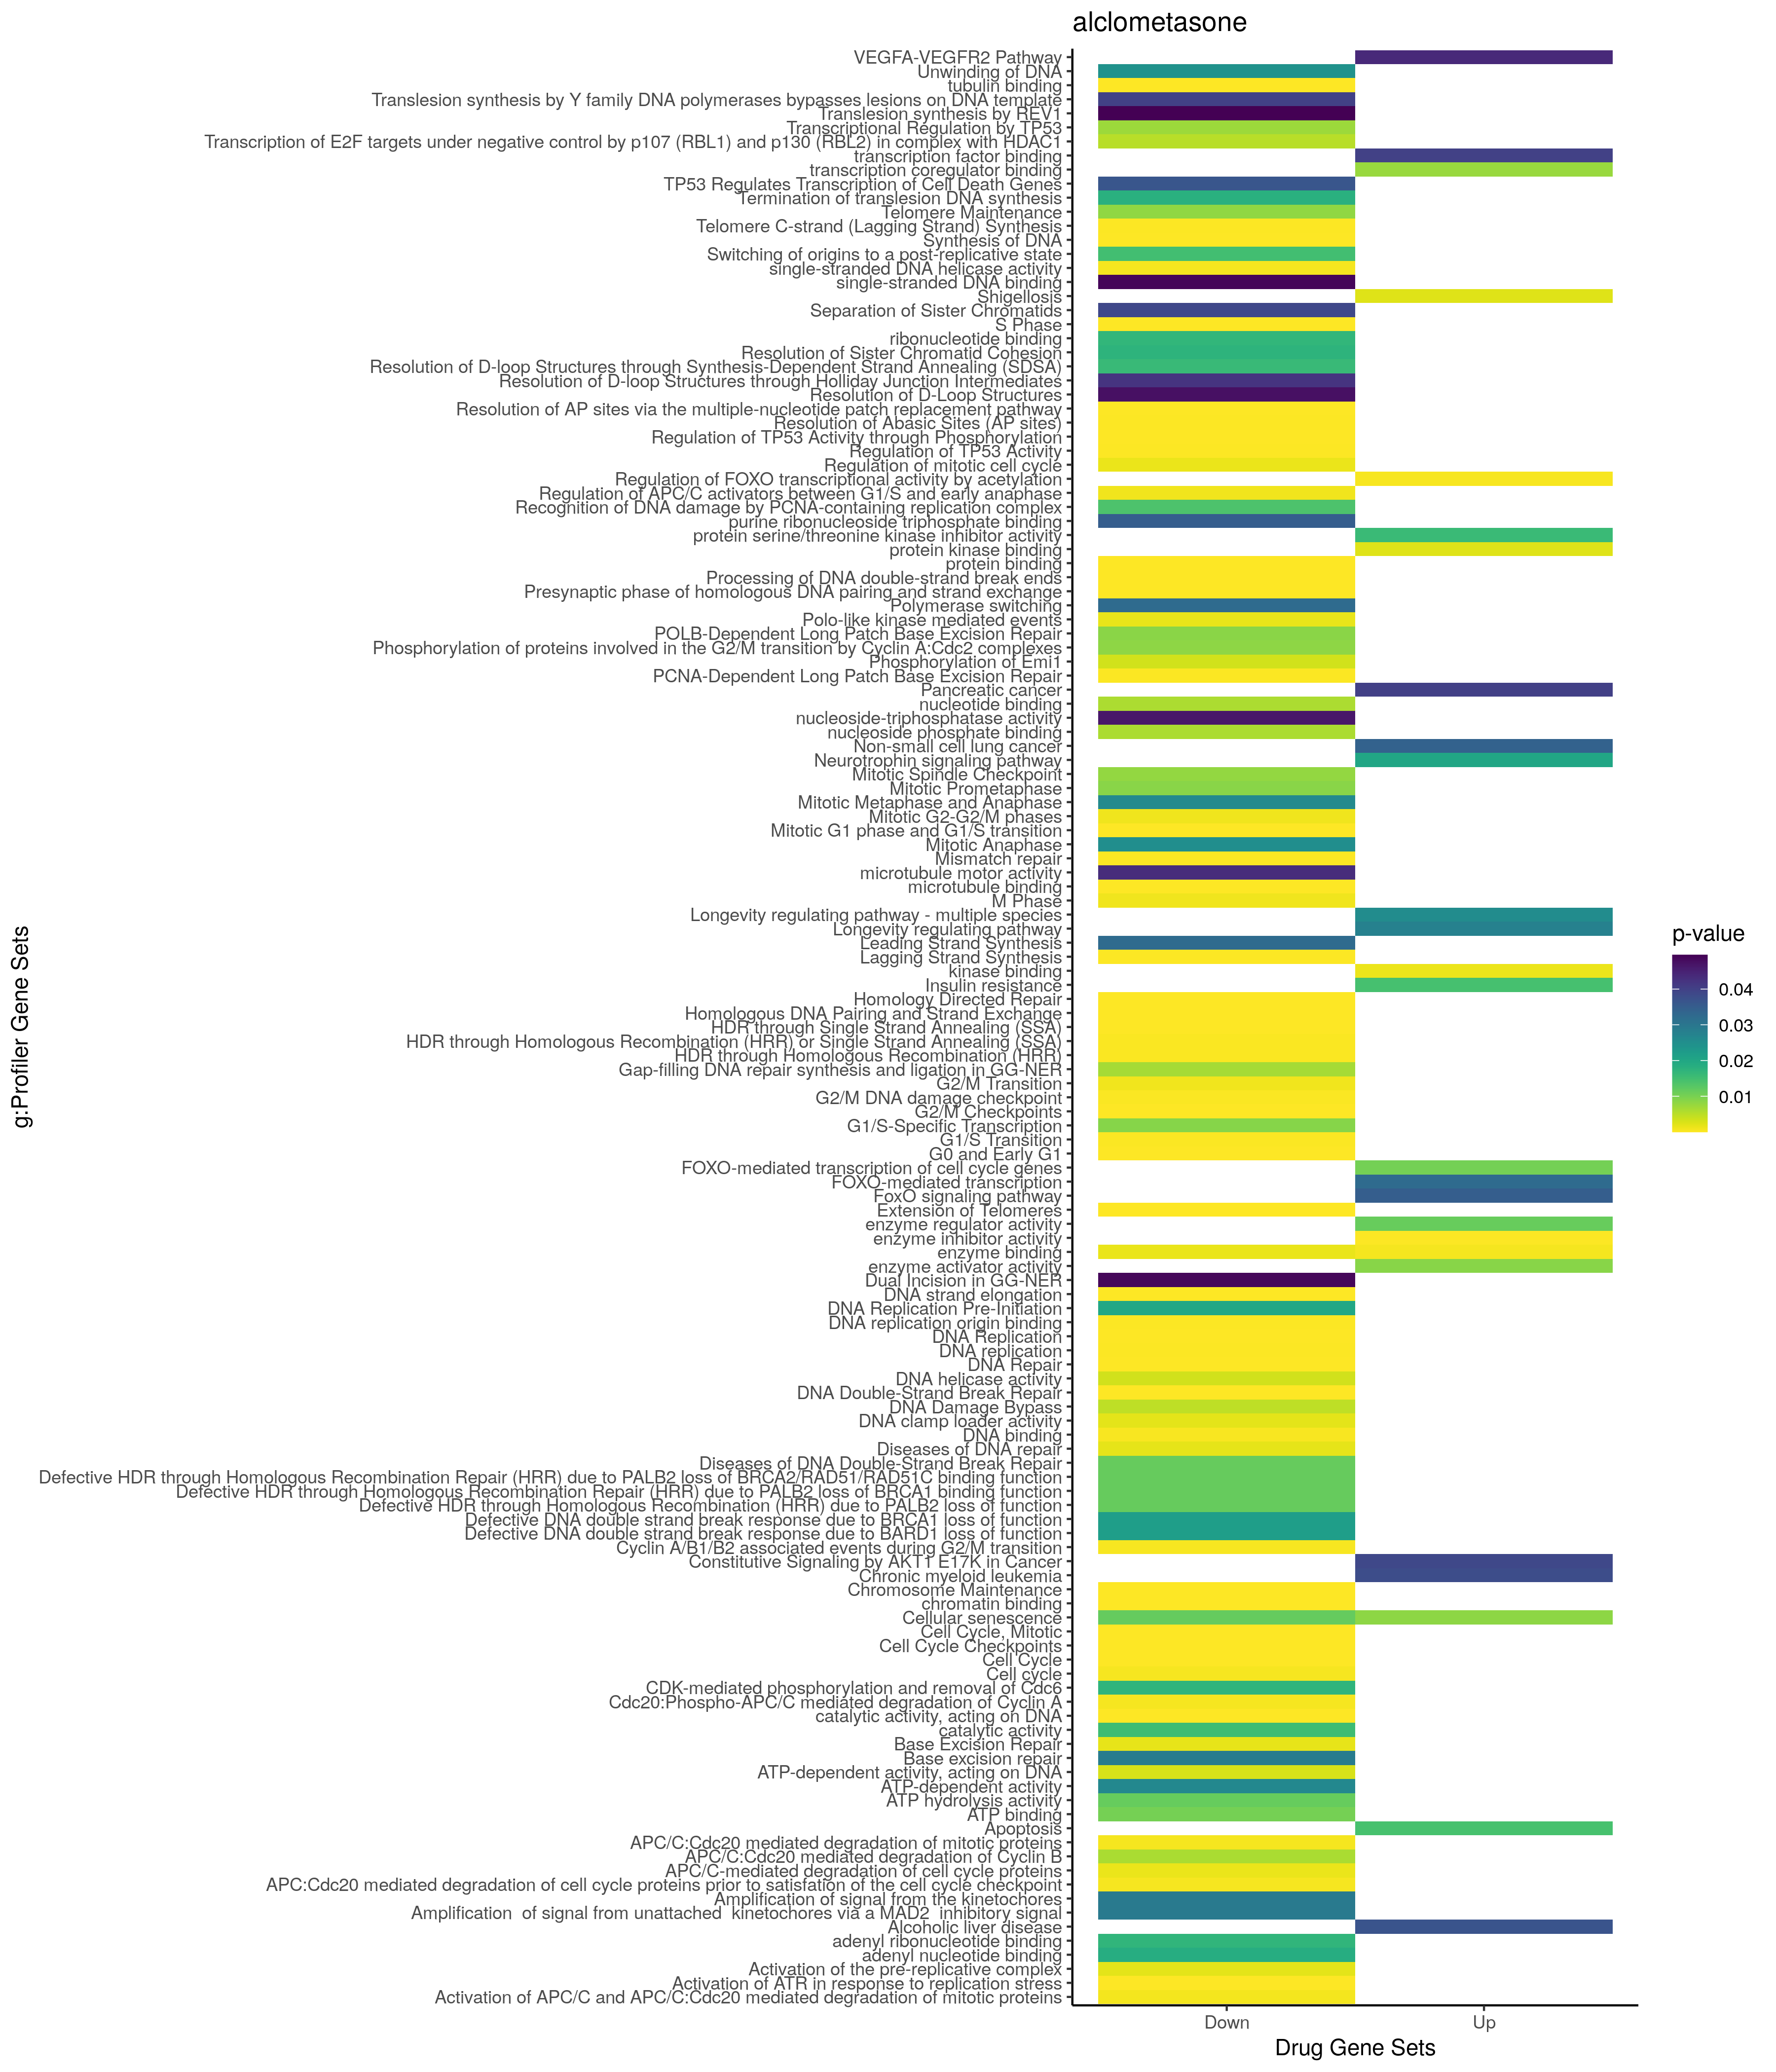 alclometasone
VEGFA-VEGFR2 Pathway
Unwinding of DNA
tubulin binding
Translesion synthesis by Y family DNA polymerases bypasses lesions on DNA template
Translesion synthesis by REV1
Transcriptional Regulation by TP53
Transcription of E2F targets under negative control by p107 (RBL1) and p130 (RBL2) in complex with HDAC1
transcription factor binding
transcription coregulator binding
TP53 Regulates Transcription of Cell Death Genes
Termination of translesion DNA synthesis
Telomere Maintenance
Telomere C-strand (Lagging Strand) Synthesis
Synthesis of DNA
Switching of origins to a post-replicative state
single-stranded DNA helicase activity
single-stranded DNA binding
Shigellosis
Separation of Sister Chromatids
S Phase
ribonucleotide binding
Resolution of Sister Chromatid Cohesion
Resolution of D-loop Structures through Synthesis-Dependent Strand Annealing (SDSA)
Resolution of D-loop Structures through Holliday Junction Intermediates
Resolution of D-Loop Structures
Resolution of AP sites via the multiple-nucleotide patch replacement pathway
Resolution of Abasic Sites (AP sites)
Regulation of TP53 Activity through Phosphorylation
Regulation of TP53 Activity
Regulation of mitotic cell cycle
Regulation of FOXO transcriptional activity by acetylation
Regulation of APC/C activators between G1/S and early anaphase
Recognition of DNA damage by PCNA-containing replication complex
purine ribonucleoside triphosphate binding
protein serine/threonine kinase inhibitor activity
protein kinase binding
protein binding
Processing of DNA double-strand break ends
Presynaptic phase of homologous DNA pairing and strand exchange
Polymerase switching
Polo-like kinase mediated events
POLB-Dependent Long Patch Base Excision Repair
Phosphorylation of proteins involved in the G2/M transition by Cyclin A:Cdc2 complexes
Phosphorylation of Emi1
PCNA-Dependent Long Patch Base Excision Repair
Pancreatic cancer
nucleotide binding
nucleoside-triphosphatase activity
nucleoside phosphate binding
Non-small cell lung cancer
Neurotrophin signaling pathway
Mitotic Spindle Checkpoint
Mitotic Prometaphase
Mitotic Metaphase and Anaphase
Mitotic G2-G2/M phases
Mitotic G1 phase and G1/S transition
Mitotic Anaphase
Mismatch repair
microtubule motor activity
microtubule binding
M Phase
Longevity regulating pathway - multiple species
Longevity regulating pathway
Leading Strand Synthesis
Lagging Strand Synthesis
kinase binding
Insulin resistance
Homology Directed Repair
Homologous DNA Pairing and Strand Exchange
HDR through Single Strand Annealing (SSA)
HDR through Homologous Recombination (HRR) or Single Strand Annealing (SSA)
HDR through Homologous Recombination (HRR)
Gap-filling DNA repair synthesis and ligation in GG-NER
G2/M Transition
G2/M DNA damage checkpoint
G2/M Checkpoints
G1/S-Specific Transcription
G1/S Transition
G0 and Early G1
FOXO-mediated transcription of cell cycle genes
FOXO-mediated transcription
FoxO signaling pathway
Extension of Telomeres
enzyme regulator activity
enzyme inhibitor activity
enzyme binding
enzyme activator activity
Dual Incision in GG-NER
DNA strand elongation
DNA Replication Pre-Initiation
DNA replication origin binding
DNA Replication
DNA replication
DNA Repair
DNA helicase activity
DNA Double-Strand Break Repair
DNA Damage Bypass
DNA clamp loader activity
DNA binding
Diseases of DNA repair
Diseases of DNA Double-Strand Break Repair
Defective HDR through Homologous Recombination Repair (HRR) due to PALB2 loss of BRCA2/RAD51/RAD51C binding function
Defective HDR through Homologous Recombination Repair (HRR) due to PALB2 loss of BRCA1 binding function
Defective HDR through Homologous Recombination (HRR) due to PALB2 loss of function
Defective DNA double strand break response due to BRCA1 loss of function
Defective DNA double strand break response due to BARD1 loss of function
Cyclin A/B1/B2 associated events during G2/M transition
Constitutive Signaling by AKT1 E17K in Cancer
Chronic myeloid leukemia
Chromosome Maintenance
chromatin binding
Cellular senescence
Cell Cycle, Mitotic
Cell Cycle Checkpoints
Cell Cycle
Cell cycle
CDK-mediated phosphorylation and removal of Cdc6
Cdc20:Phospho-APC/C mediated degradation of Cyclin A
catalytic activity, acting on DNA
catalytic activity
Base Excision Repair
Base excision repair
ATP-dependent activity, acting on DNA
ATP-dependent activity
ATP hydrolysis activity
ATP binding
Apoptosis
APC/C:Cdc20 mediated degradation of mitotic proteins
APC/C:Cdc20 mediated degradation of Cyclin B
APC/C-mediated degradation of cell cycle proteins
APC:Cdc20 mediated degradation of cell cycle proteins prior to satisfation of the cell cycle checkpoint
Amplification of signal from the kinetochores
Amplification  of signal from unattached  kinetochores via a MAD2  inhibitory signal
Alcoholic liver disease
adenyl ribonucleotide binding
adenyl nucleotide binding
Activation of the pre-replicative complex
Activation of ATR in response to replication stress
Activation of APC/C and APC/C:Cdc20 mediated degradation of mitotic proteins
g:Profiler Gene Sets
Down
Up
Drug Gene Sets
p-value
0.04
0.03
0.02
0.01